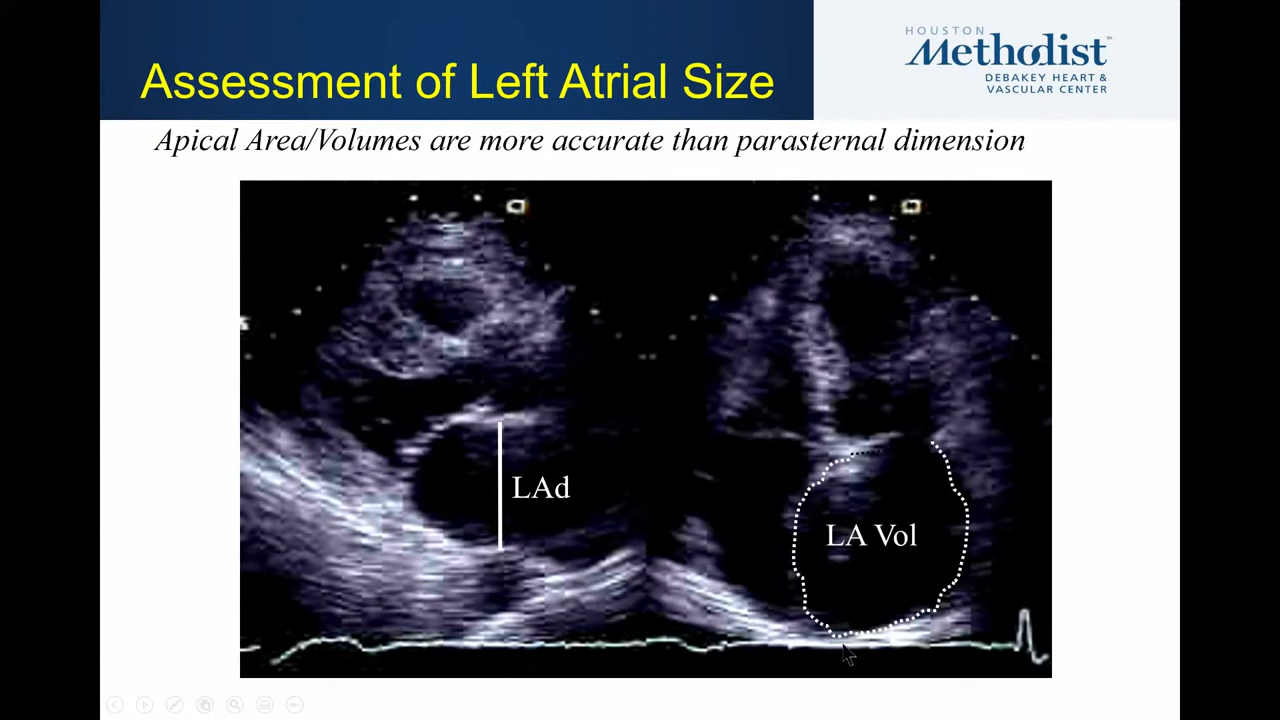 Assessment of Left Atrial Size
HOUSTON
Methodist
DEBAKEY HEART &
VASCULAR CENTER
Apical Area/Volumes are more accurate than parasternal dimension
LAd
LA Vol